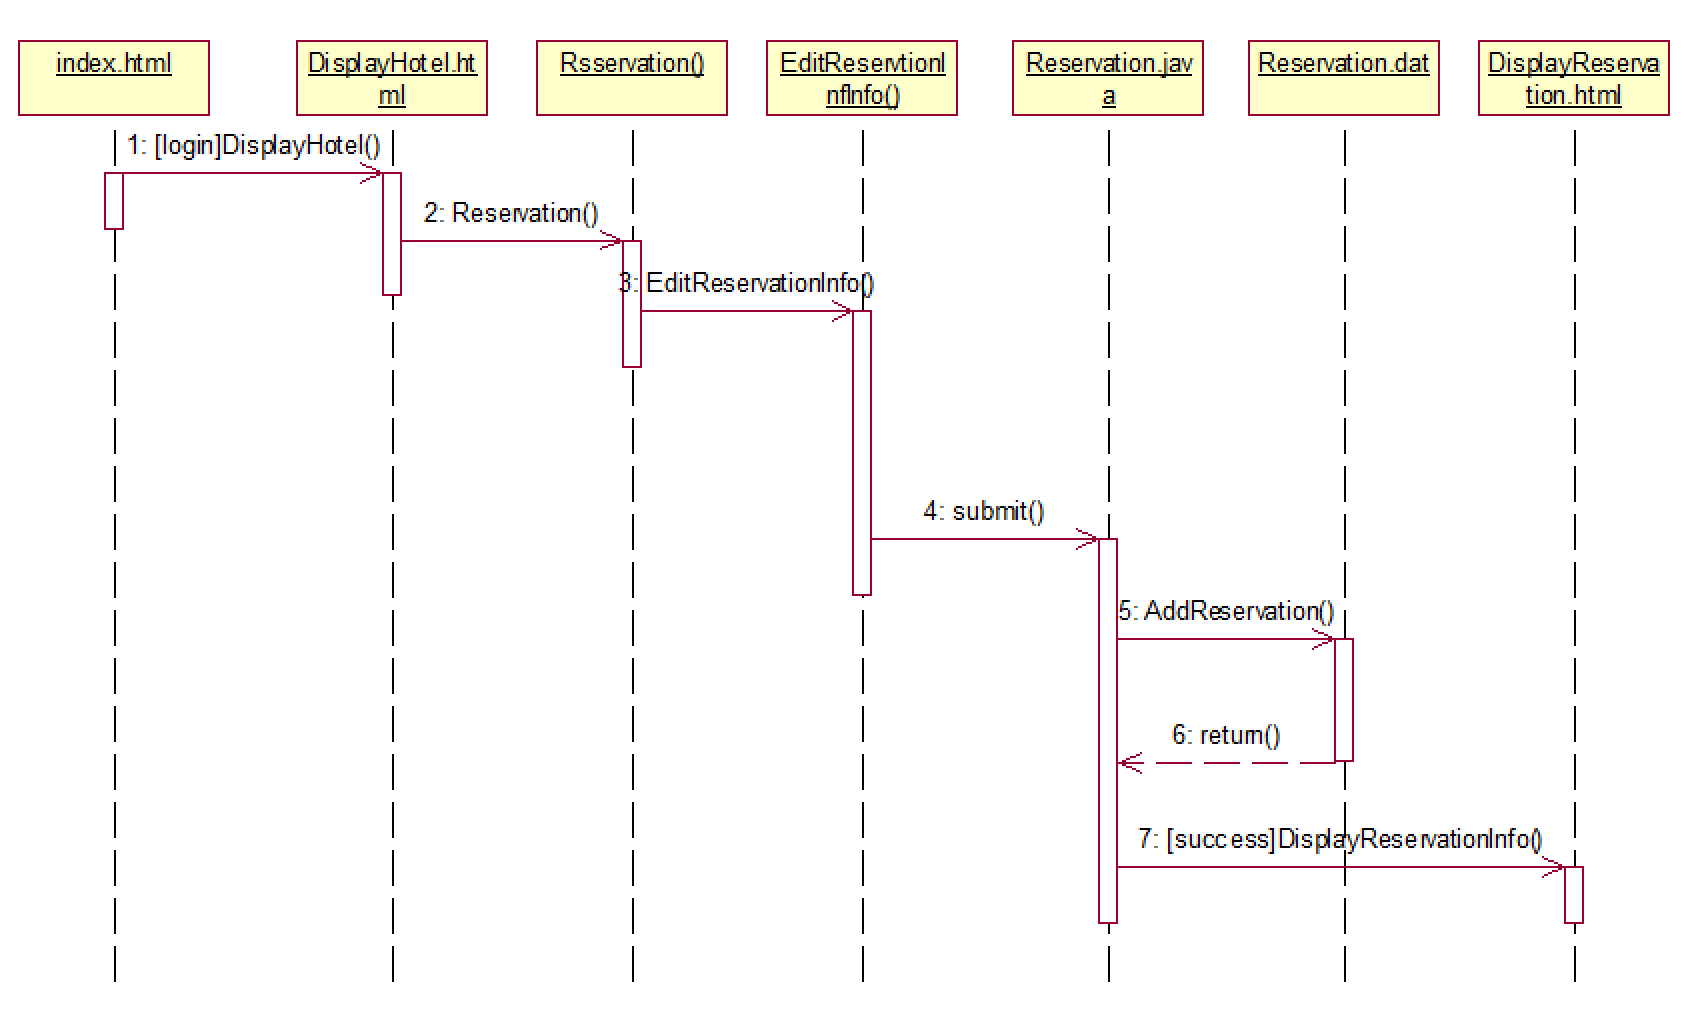 index.html
DisplayHotel.ht
ml
Rsservation()
EditReservtionI
nfInfo()
Reservation.jav
a
Reservation.dat
DisplayReserva
tion.html
1: [login]DisplayHotel()
2: Reservation()
3: EditReservationInfo()
4: submit()
5: AddReservation()
6: return()
7: [success]DisplayReservationInfo()